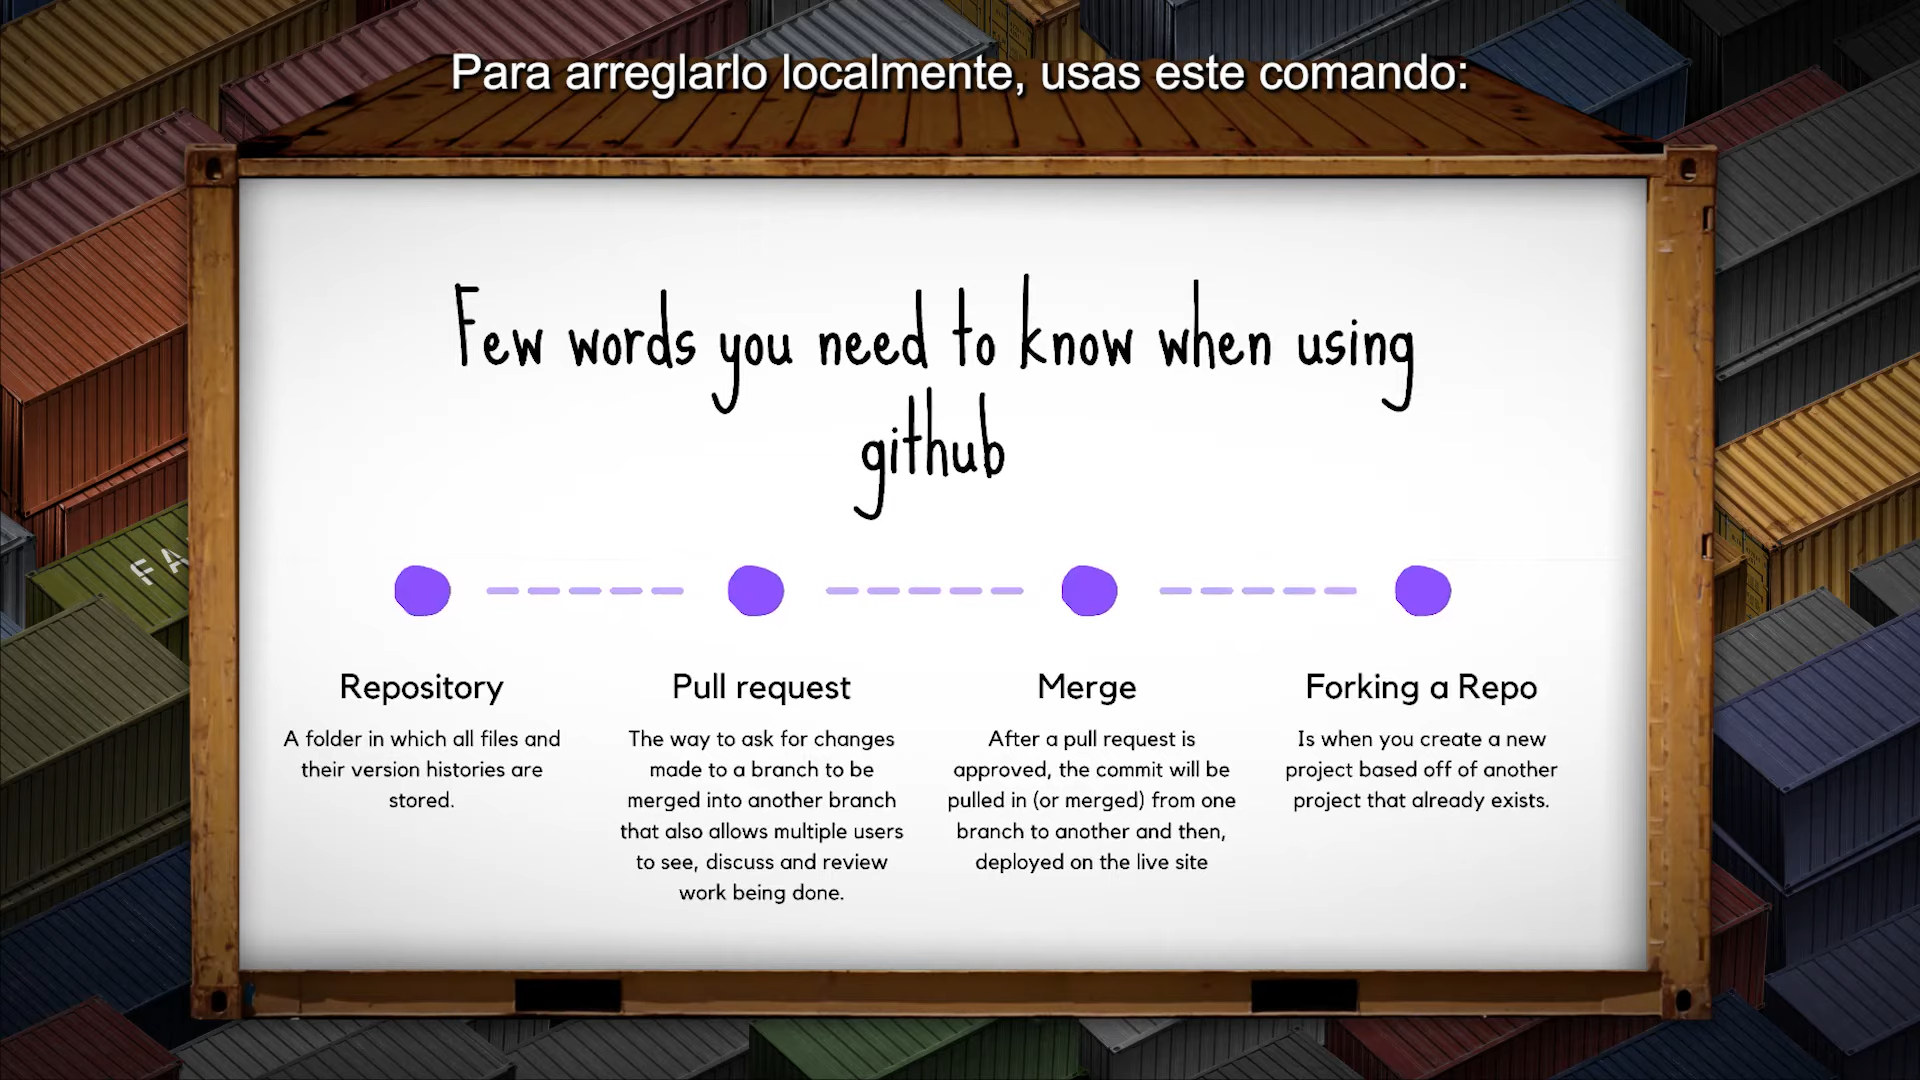 Para arreglarlo localmente, usas este comando:
Few words you need to know when using
github
Repository
A folder in which all files and
their version histories are
stored.
Pull request
The way to ask for changes
made to a branch to be
merged into another branch
that also allows multiple users
to see, discuss and review
work being done.
Merge
After a pull request is
approved, the commit will be
pulled in (or merged) from one
branch to another and then,
deployed on the live site
Forking a Repo
Is when you create a new
project based off of another
project that already exists.